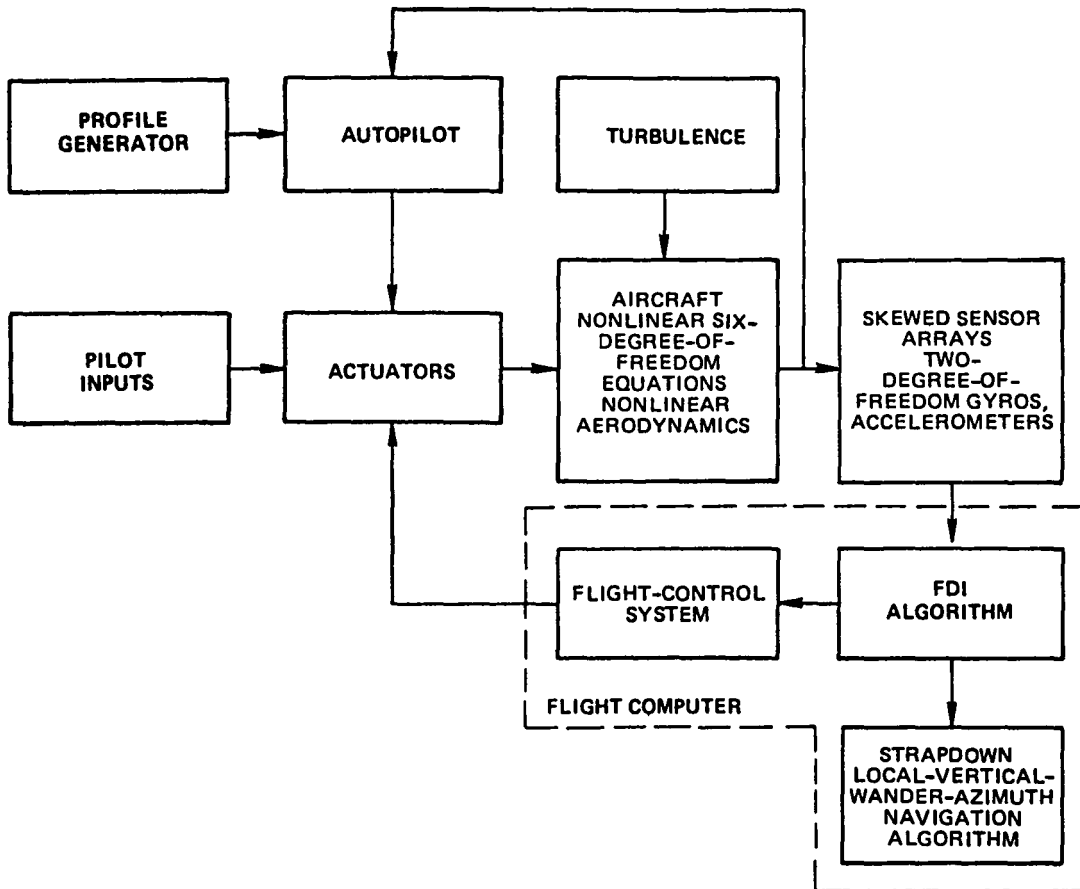 PROFILE
GENERATOR
AUTOPILOT
TURBULENCE
PILOT
INPUTS
ACTUATORS
AIRCRAFT
NONLINEAR SIX-
DEGREE-OF-
FREEDOM
EQUATIONS
NONLINEAR
AERODYNAMICS
SKEWED SENSOR
ARRAYS
TWO-
DEGREE-OF-
FREEDOM GYROS,
ACCELEROMETERS
FLIGHT-CONTROL
SYSTEM
FDI
ALGORITHM
FLIGHT COMPUTER
STRAPDOWN
LOCAL-VERTICAL-
WANDER-AZIMUTH
NAVIGATION
ALGORITHM